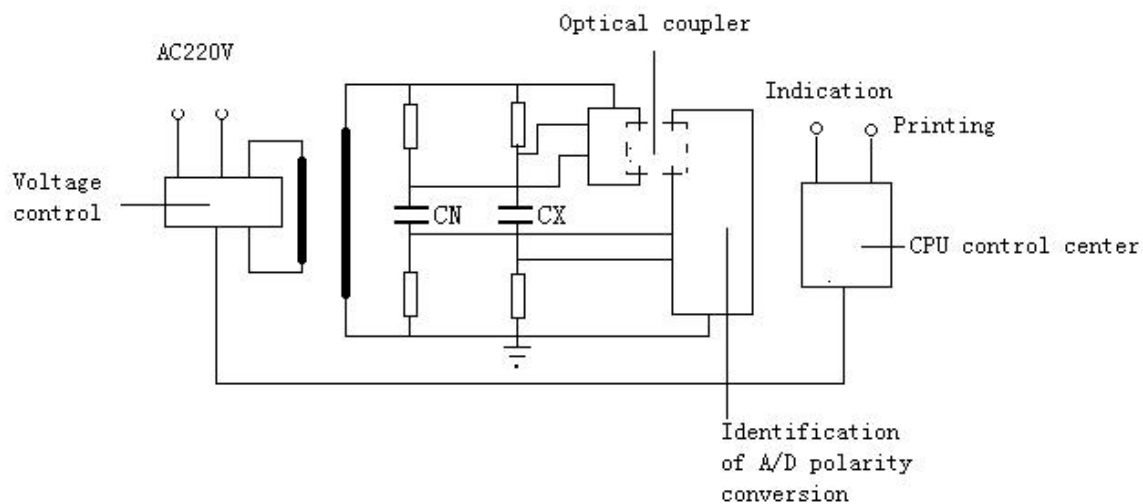 Optical coupler
AC220V
Indication
Printing
Voltage
control
CN
CX
CPU control center
Identification
of A/D polarity
conversion